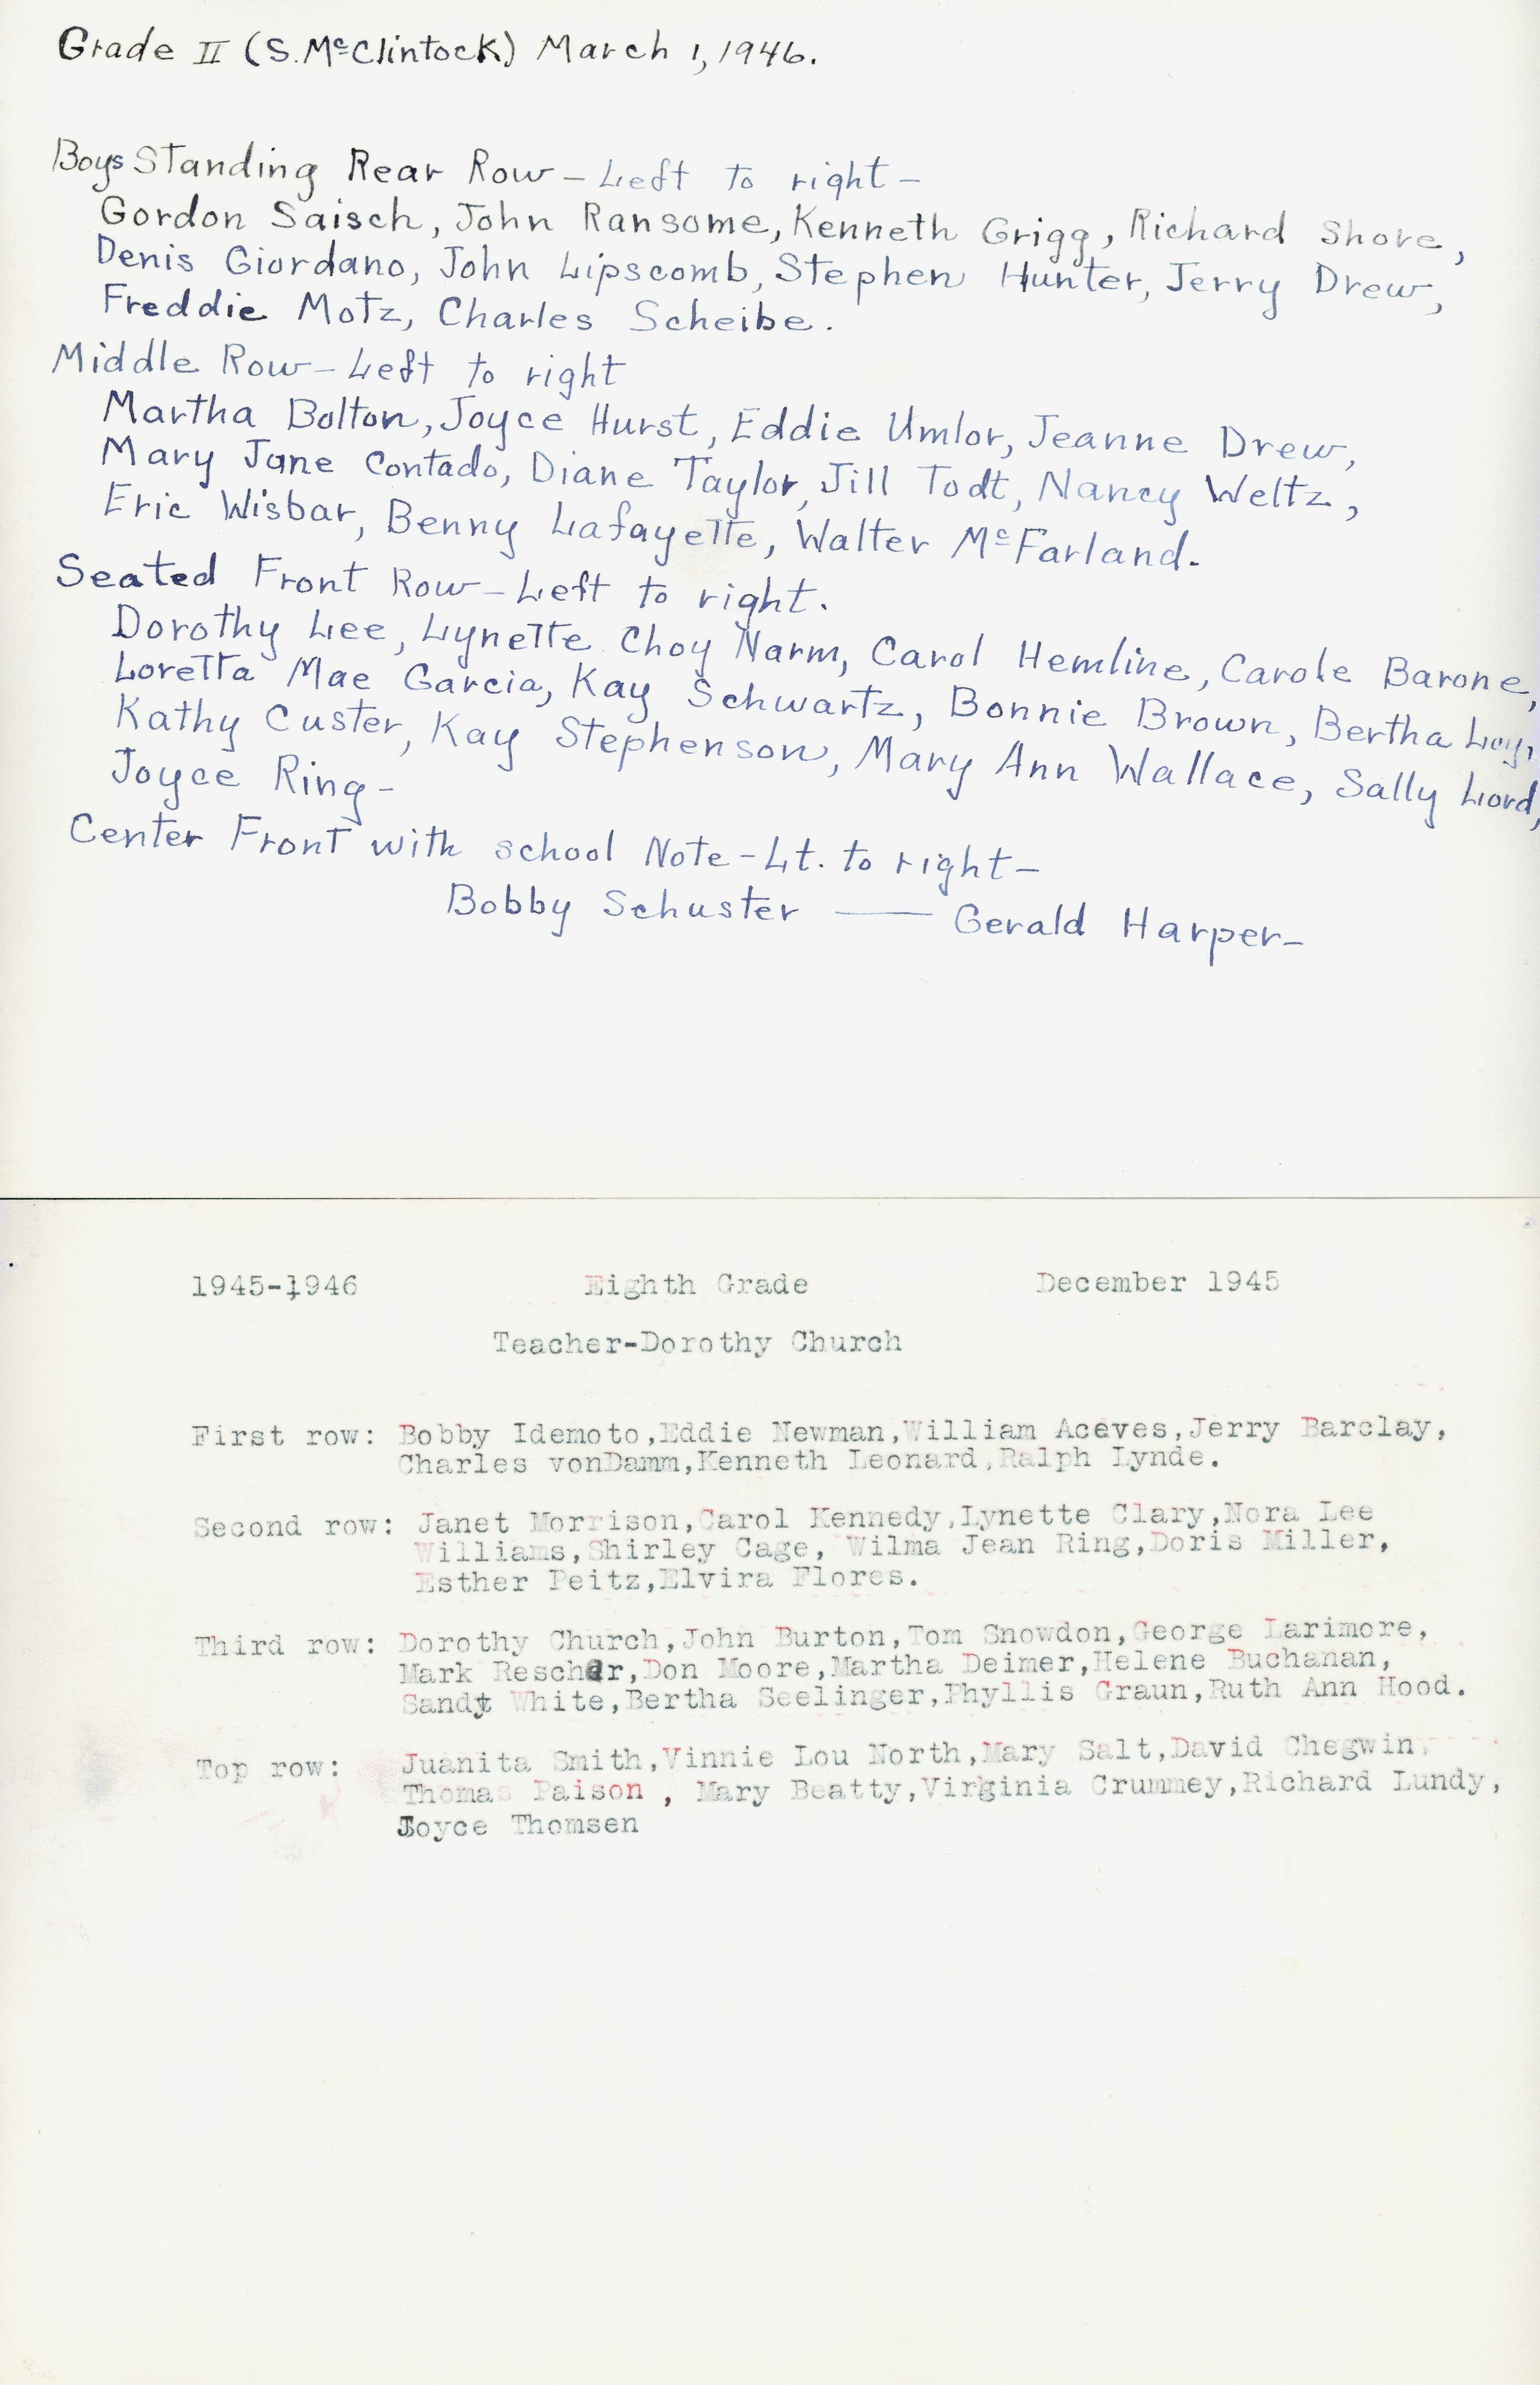 Grade II (S. McClintock) March 1, 1946.
Boys Standing Rear Row - Left to right -
Gordon Saisch, John Ransome, Kenneth Grigg, Richard Shore,
Denis Giordano, John Lipscomb, Stephen Hunter, Jerry Drew,
Freddie Motz, Charles Scheibe.
Middle Row - Left to right
Martha Bolton, Joyce Hurst, Eddie Umlor, Jeanne Drew,
Mary Jane Contado, Diane Taylor, Jill Todt, Nancy Weltz,
Eric Wisbar, Benny Lafayette, Walter McFarland.
Seated Front Row - Left to right.
Dorothy Lee, Lynette Choy Narm, Carol Hemline, Carole Barone,
Loretta Mae Garcia, Kay Schwartz, Bonnie Brown, Bertha
Kathy Custer, Kay Stephenson, Mary Ann Wallace, Sally Lord,
Joyce Ring -
Center Front with school Note - Lt. to right -
Bobby Schuster — Gerald Harper -
1945-1946 Eighth Grade December 1945
Teacher-Dorothy Church
First row: Bobby Idemoto,Eddie Newman,William Aceves,Jerry Barclay,
Charles vonDamm,Kenneth Leonard,Ralph Lynde.
Second row: Janet Morrison,Carol Kennedy,Lynette Clary,Nora Lee
Williams,Shirley Cage, Wilma Jean Ring,Doris Miller,
Esther Peitz,Elvira Flores.
Third row: Dorothy Church,John Burton,Tom Snowdon,George Larimore,
Mark Rescher,Don Moore,Martha Deimer,Helene Buchanan,
Sandy White,Bertha Seelinger,Phyllis Graun,Ruth Ann Hood.
Top row: Juanita Smith,Vinnie Lou North,Mary Salt,David Chegwin,
Thomas Paison , Mary Beatty,Virginia Crummey,Richard Lundy,
Joyce Thomsen